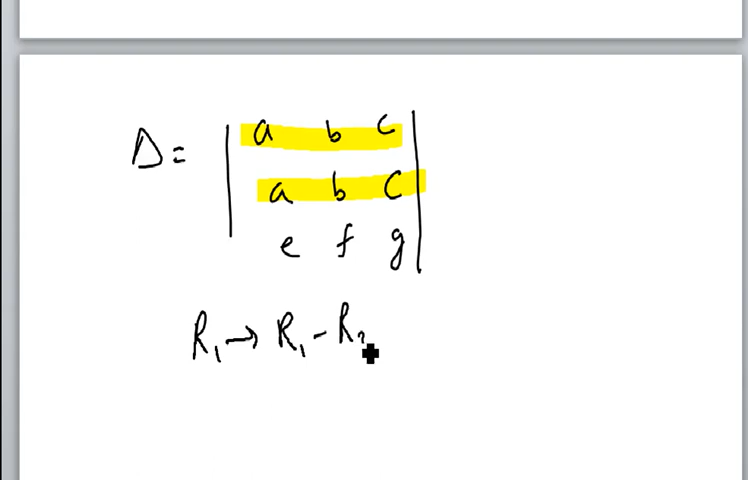 Δ = | a b c |
| a b c |
| e f g |
R₁ → R₁ - R₂